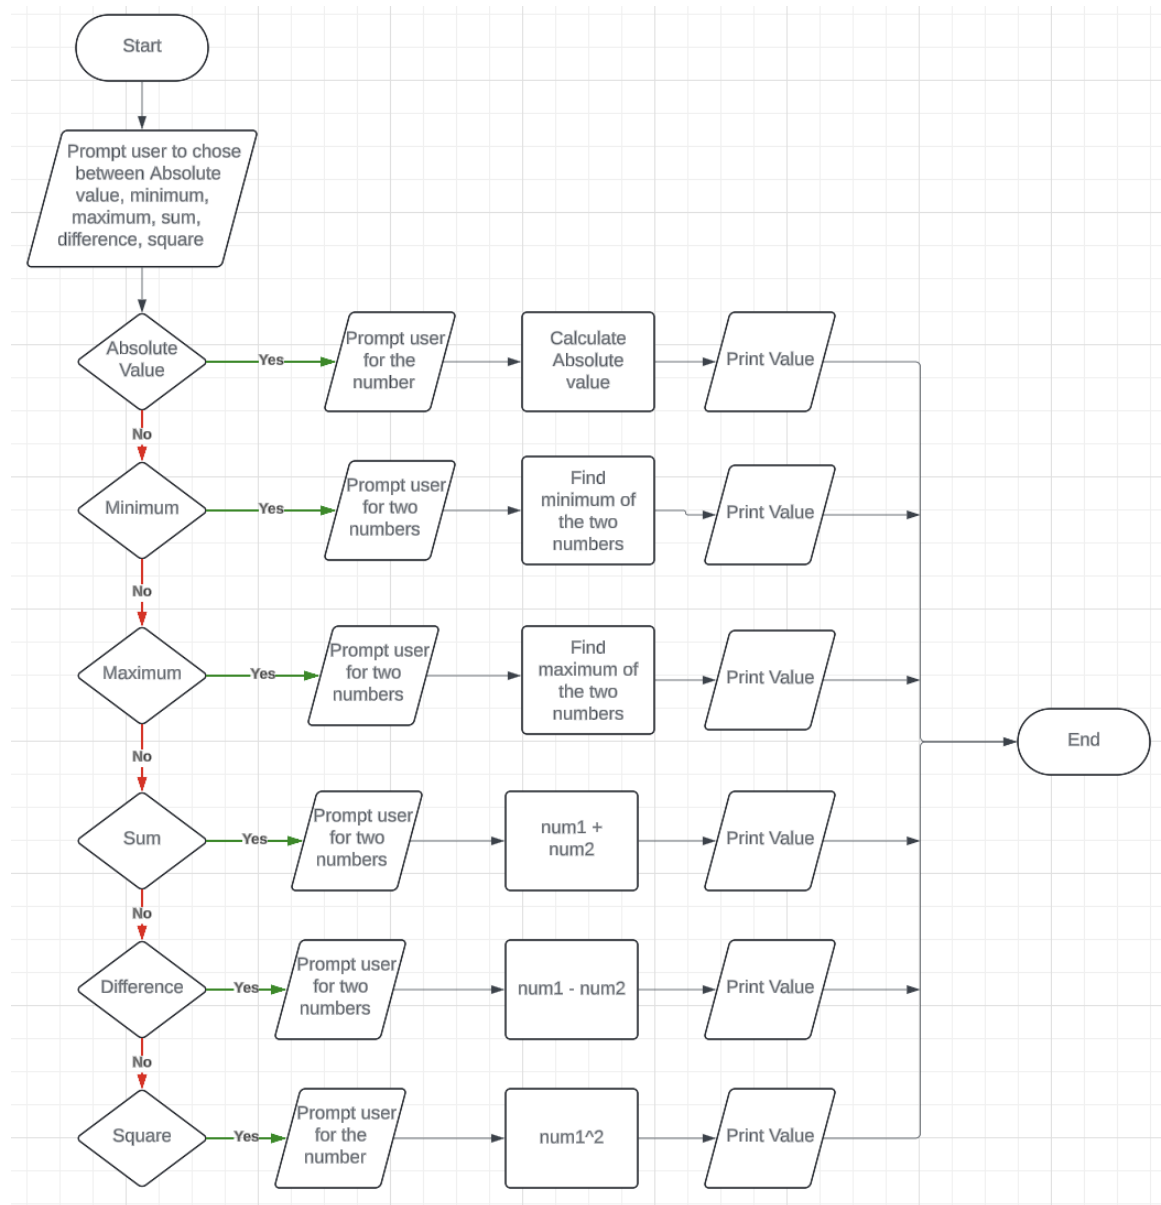 Start
Prompt user to chose
between Absolute
value, minimum,
maximum, sum,
difference, square
Absolute
Value
Yes
Prompt user
for the
number
Calculate
Absolute
value
Print Value
No
Minimum
Yes
Prompt user
for two
numbers
Find
minimum of
the two
numbers
Print Value
No
Maximum
Yes
Prompt user
for two
numbers
Find
maximum of
the two
numbers
Print Value
End
No
Sum
Yes
Prompt user
for two
numbers
num1 +
num2
Print Value
No
Difference
Yes
Prompt user
for two
numbers
num1 - num2
Print Value
No
Square
Yes
Prompt user
for the
number
num1^2
Print Value